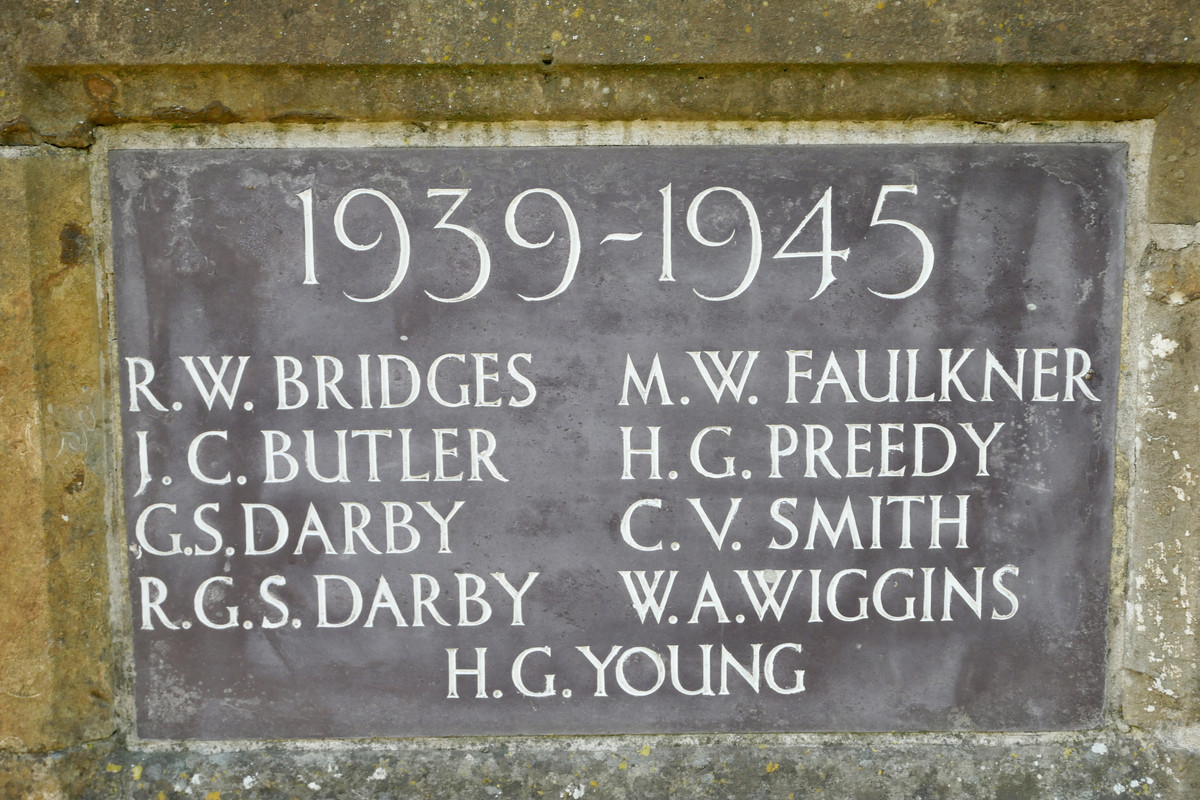 1939-1945
R.W. BRIDGES
J.C. BUTLER
G.S. DARBY
R.G.S. DARBY
M.W. FAULKNER
H.G. PREEDY
C.V. SMITH
W.A. WIGGINS
H.G. YOUNG